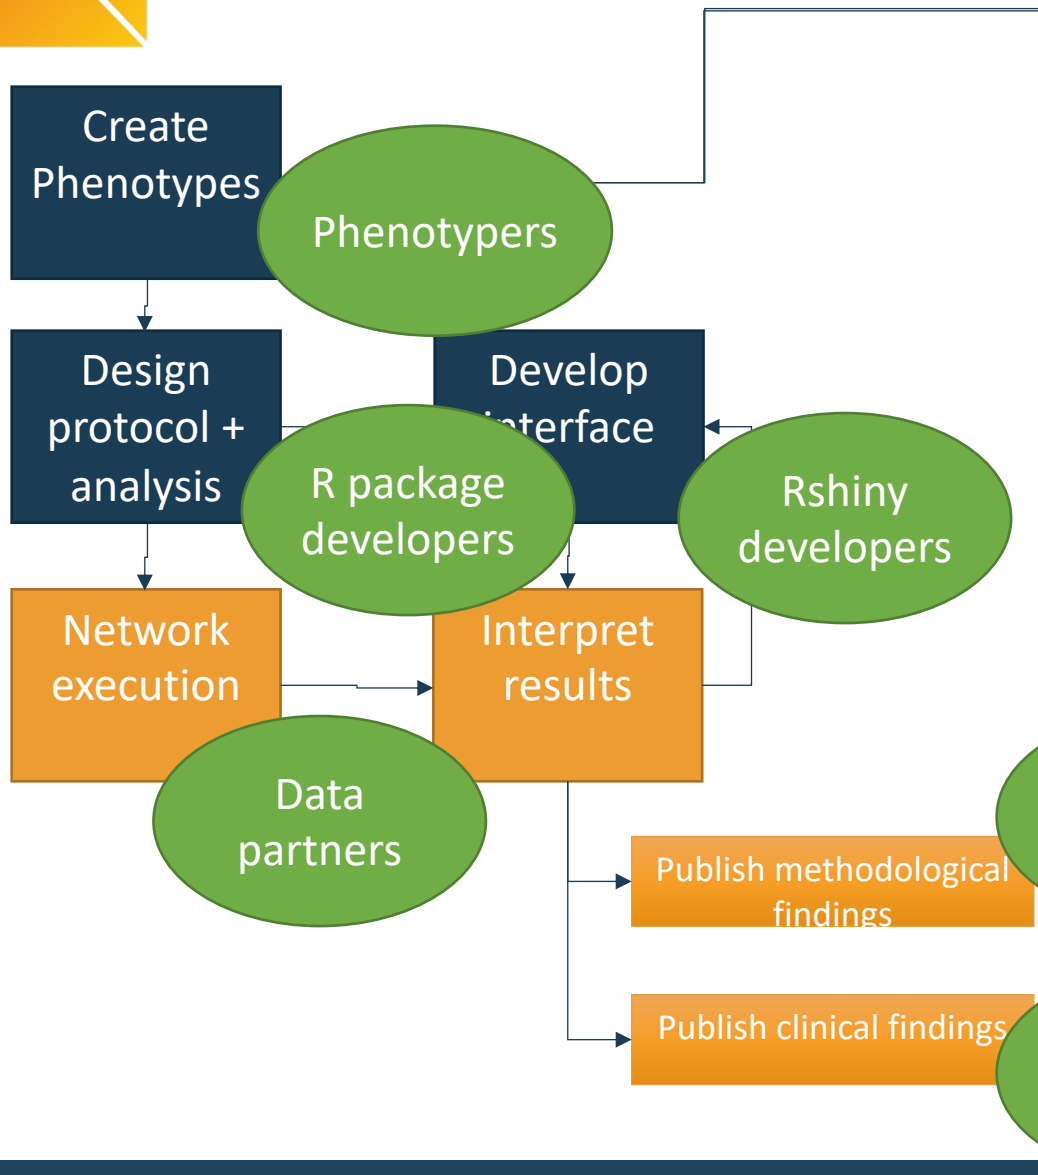 Create
Phenotypes
Phenotypers
Design
protocol +
analysis
Develop
interface
R package
developers
Rshiny
developers
Network
execution
Interpret
results
Data
partners
Publish methodological
findings
Publish clinical findings